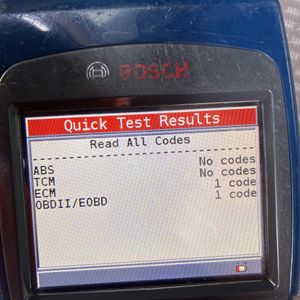 BOSCH
Quick Test Results
Read All Codes
ABS No codes
TCM No codes
ECM 1 code
OBDII/EOBD 1 code